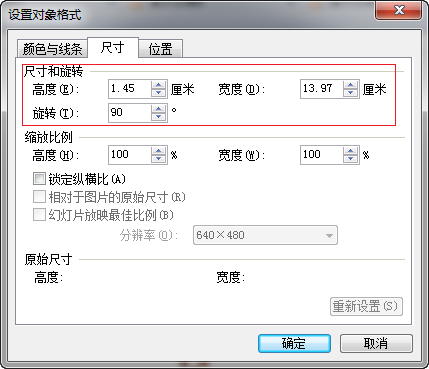 设置对象格式
颜色与线条 尺寸 位置
尺寸和旋转
高度(E): 1.45 厘米 宽度(D): 13.97 厘米
旋转(T): 90 °
缩放比例
高度(H): 100 % 宽度(W): 100 %
锁定纵横比(A)
相对于图片的原始尺寸(R)
幻灯片放映最佳比例(B)
分辨率(O): 640×480
原始尺寸
高度: 宽度:
重新设置(S)
确定 取消